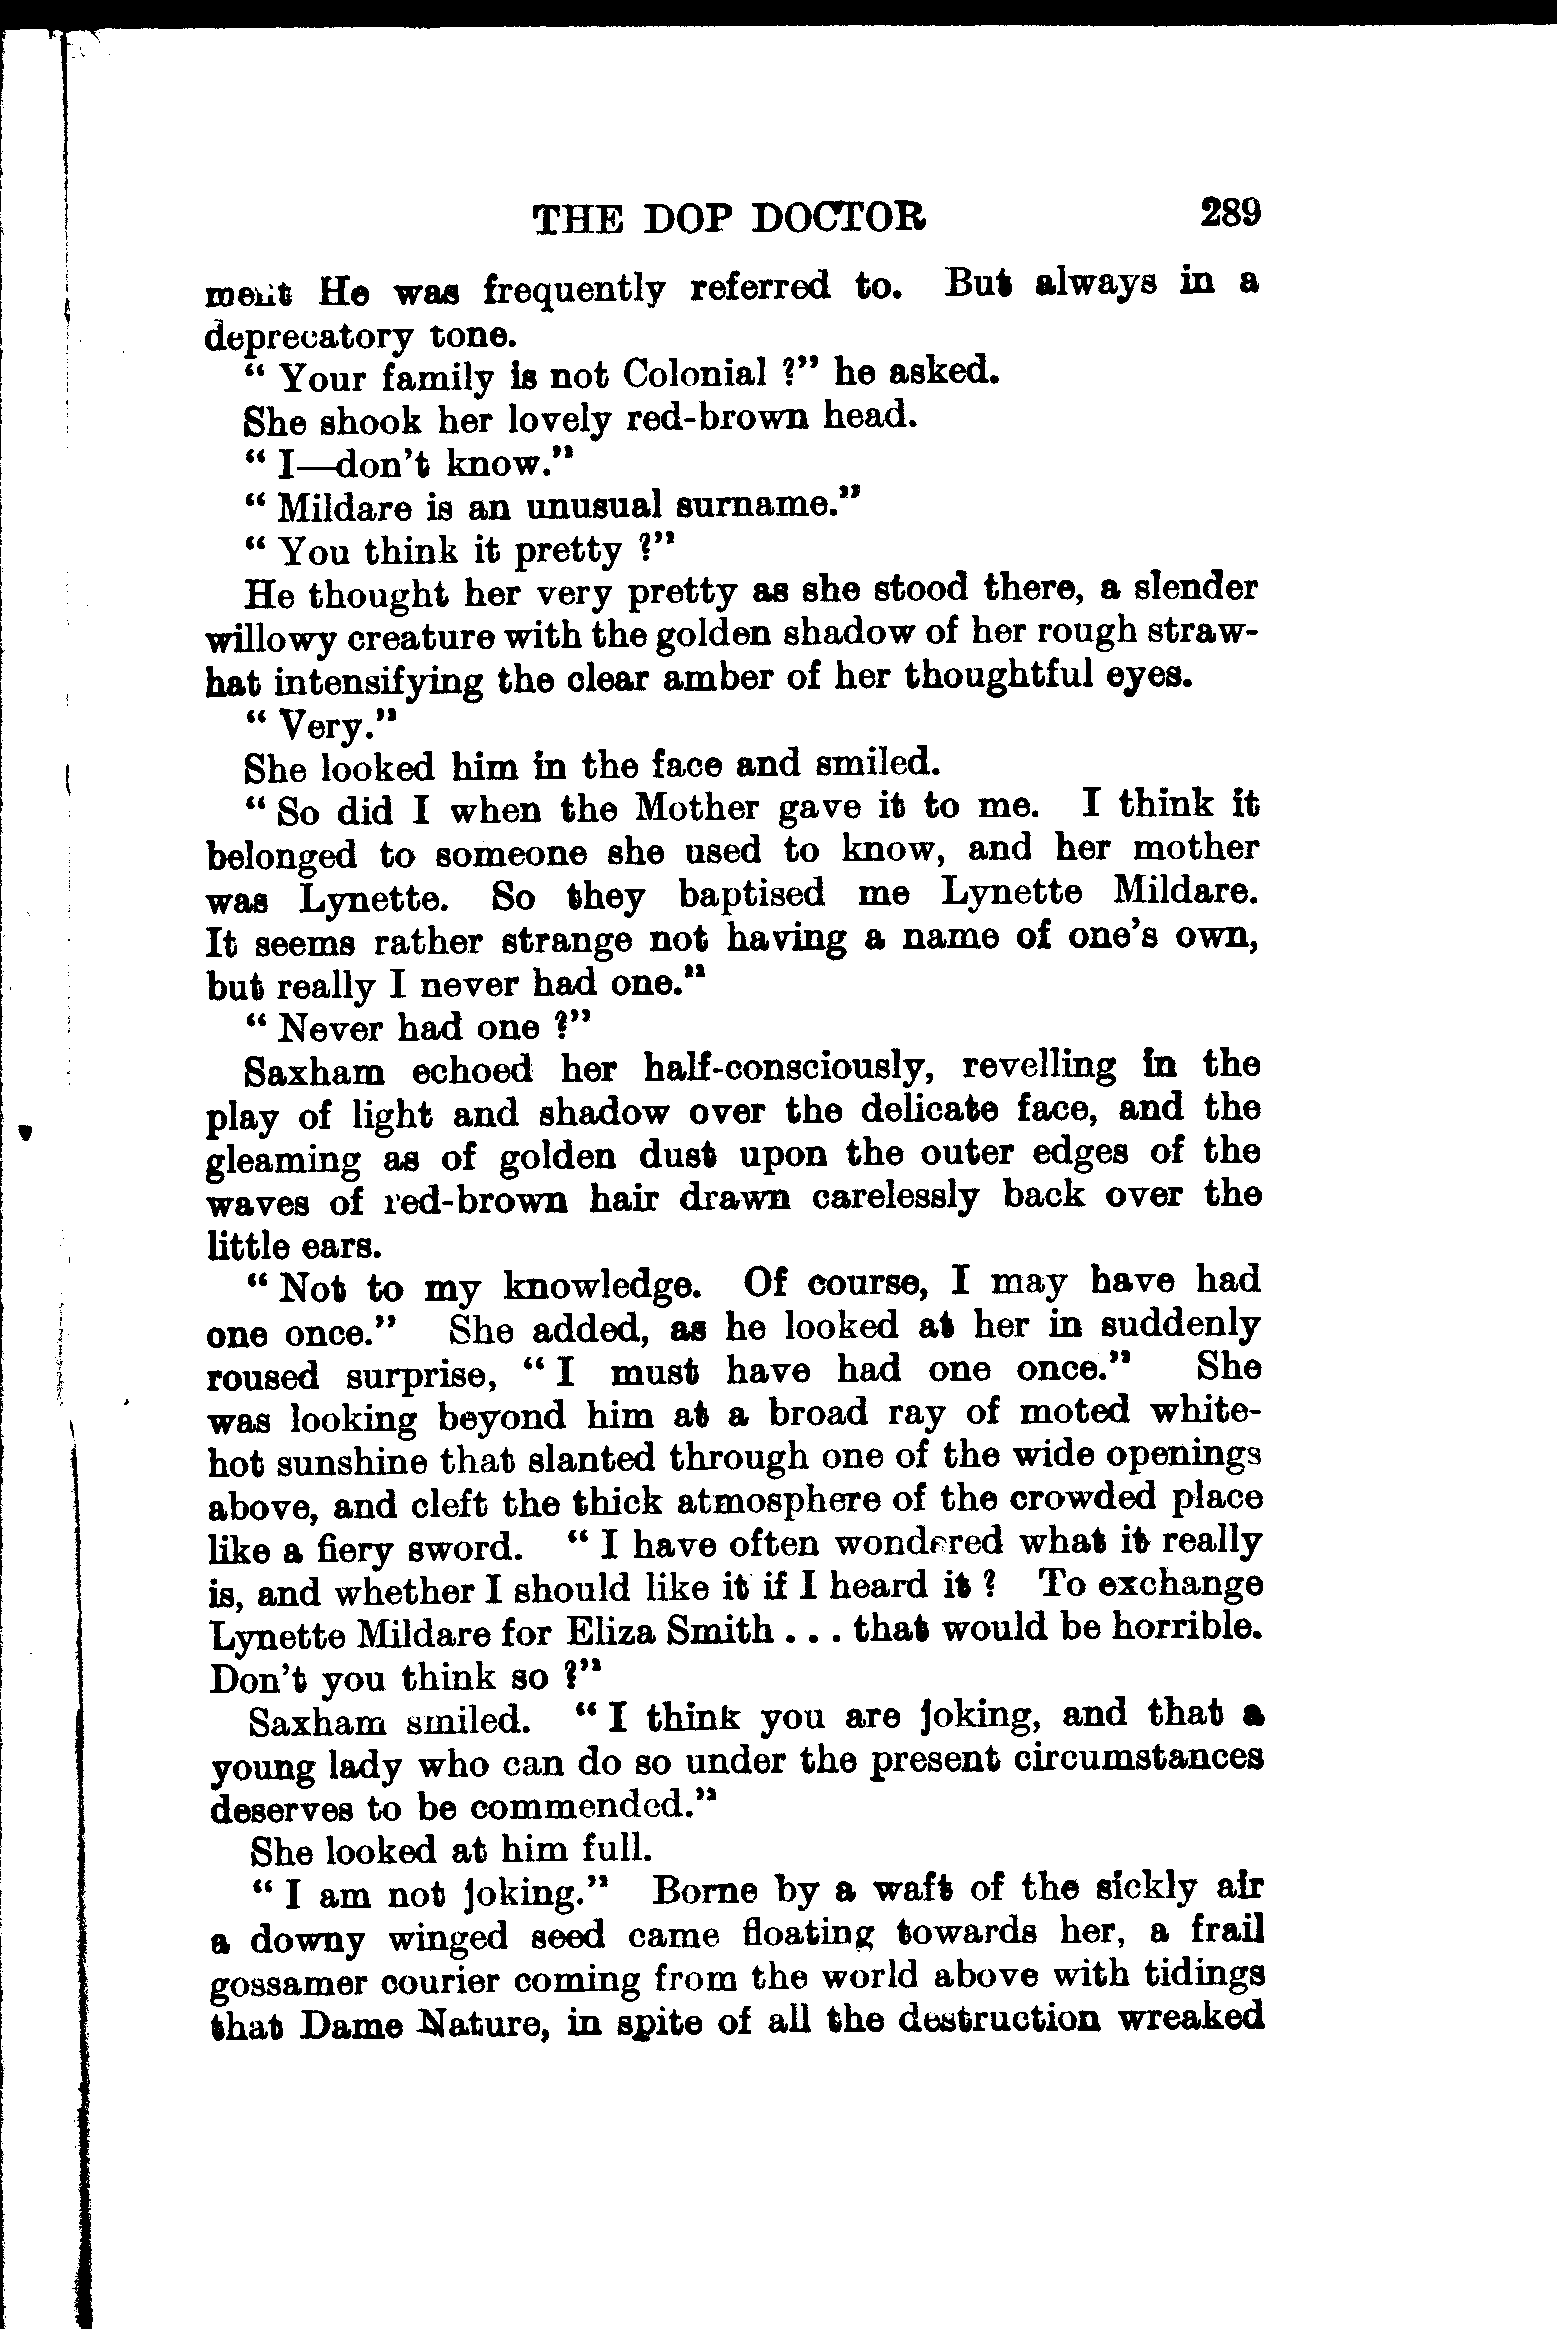 THE DOP DOCTOR 289
ment He was frequently referred to. But always in a
deprecatory tone.
" Your family is not Colonial ?" he asked.
She shook her lovely red-brown head.
" I—don't know."
" Mildare is an unusual surname."
" You think it pretty ?"
He thought her very pretty as she stood there, a slender
willowy creature with the golden shadow of her rough straw-
hat intensifying the clear amber of her thoughtful eyes.
" Very."
She looked him in the face and smiled.
" So did I when the Mother gave it to me. I think it
belonged to someone she used to know, and her mother
was Lynette. So they baptised me Lynette Mildare.
It seems rather strange not having a name of one's own,
but really I never had one."
" Never had one ?"
Saxham echoed her half-consciously, revelling in the
play of light and shadow over the delicate face, and the
gleaming as of golden dust upon the outer edges of the
waves of red-brown hair drawn carelessly back over the
little ears.
" Not to my knowledge. Of course, I may have had
one once." She added, as he looked at her in suddenly
roused surprise, " I must have had one once." She
was looking beyond him at a broad ray of moted white-
hot sunshine that slanted through one of the wide openings
above, and cleft the thick atmosphere of the crowded place
like a fiery sword. " I have often wondered what it really
is, and whether I should like it if I heard it ? To exchange
Lynette Mildare for Eliza Smith . . . that would be horrible.
Don't you think so ?"
Saxham smiled. " I think you are joking, and that a
young lady who can do so under the present circumstances
deserves to be commended."
She looked at him full.
" I am not joking." Borne by a waft of the sickly air
a downy winged seed came floating towards her, a frail
gossamer courier coming from the world above with tidings
that Dame Nature, in spite of all the destruction wreaked